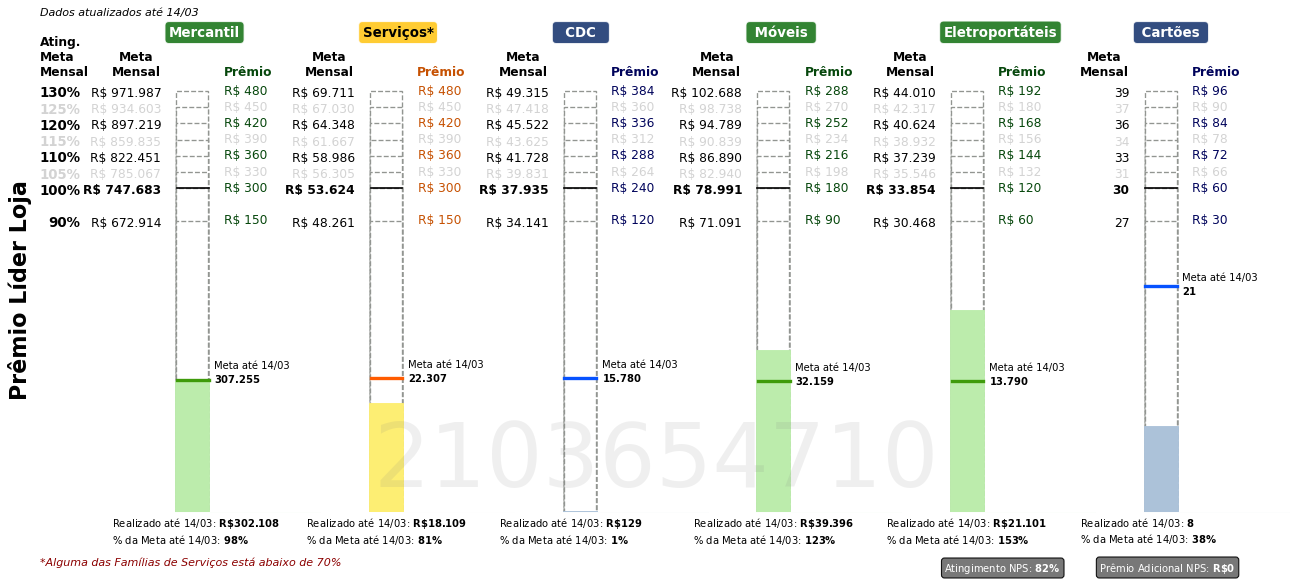 Dados atualizados até 14/03
Mercantil Serviços* CDC Móveis Eletroportáteis Cartões
Ating. Meta Mensal Meta Mensal Prêmio Meta Mensal Prêmio Meta Mensal Prêmio Meta Mensal Prêmio Meta Mensal Prêmio Meta Mensal Prêmio
130% R$ 971.987 R$ 480 R$ 69.711 R$ 480 R$ 49.315 R$ 384 R$ 102.688 R$ 288 R$ 44.010 R$ 192 39 R$ 96
125% R$ 934.603 R$ 450 R$ 67.030 R$ 450 R$ 47.418 R$ 360 R$ 98.738 R$ 270 R$ 42.317 R$ 180 37 R$ 90
120% R$ 897.219 R$ 420 R$ 64.348 R$ 420 R$ 45.522 R$ 336 R$ 94.789 R$ 252 R$ 40.624 R$ 168 36 R$ 84
115% R$ 859.835 R$ 390 R$ 61.667 R$ 390 R$ 43.625 R$ 312 R$ 90.839 R$ 234 R$ 38.932 R$ 156 34 R$ 78
110% R$ 822.451 R$ 360 R$ 58.986 R$ 360 R$ 41.728 R$ 288 R$ 86.890 R$ 216 R$ 37.239 R$ 144 33 R$ 72
105% R$ 785.067 R$ 330 R$ 56.305 R$ 330 R$ 39.831 R$ 264 R$ 82.940 R$ 198 R$ 35.546 R$ 132 31 R$ 66
100% R$ 747.683 R$ 300 R$ 53.624 R$ 300 R$ 37.935 R$ 240 R$ 78.991 R$ 180 R$ 33.854 R$ 120 30 R$ 60
90% R$ 672.914 R$ 150 R$ 48.261 R$ 150 R$ 34.141 R$ 120 R$ 71.091 R$ 90 R$ 30.468 R$ 60 27 R$ 30
Prêmio Líder Loja
Meta até 14/03
21
Meta até 14/03 Meta até 14/03 Meta até 14/03 Meta até 14/03 Meta até 14/03
307.255 22.307 15.780 32.159 13.790
2103654710
Realizado até 14/03: R$302.108 Realizado até 14/03: R$18.109 Realizado até 14/03: R$129 Realizado até 14/03: R$39.396 Realizado até 14/03: R$21.101 Realizado até 14/03: 8
% da Meta até 14/03: 98% % da Meta até 14/03: 81% % da Meta até 14/03: 1% % da Meta até 14/03: 123% % da Meta até 14/03: 153% % da Meta até 14/03: 38%
*Alguma das Famílias de Serviços está abaixo de 70% Atingimento NPS: 82% Prêmio Adicional NPS: R$0